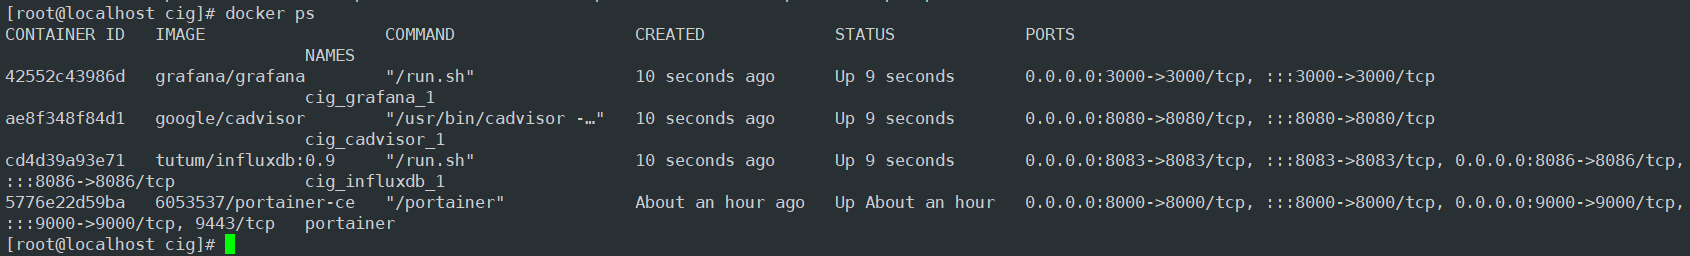 [root@localhost cig]# docker ps
CONTAINER ID   IMAGE                  COMMAND                  CREATED             STATUS             PORTS
                              NAMES
42552c43986d   grafana/grafana        "/run.sh"                10 seconds ago      Up 9 seconds       0.0.0.0:3000->3000/tcp, :::3000->3000/tcp
                              cig_grafana_1
ae8f348f84d1   google/cadvisor        "/usr/bin/cadvisor -…"   10 seconds ago      Up 9 seconds       0.0.0.0:8080->8080/tcp, :::8080->8080/tcp
                              cig_cadvisor_1
cd4d39a93e71   tutum/influxdb:0.9     "/run.sh"                10 seconds ago      Up 9 seconds       0.0.0.0:8083->8083/tcp, :::8083->8083/tcp, 0.0.0.0:8086->8086/tcp,
:::8086->8086/tcp             cig_influxdb_1
5776e22d59ba   6053537/portainer-ce   "/portainer"             About an hour ago   Up About an hour   0.0.0.0:8000->8000/tcp, :::8000->8000/tcp, 0.0.0.0:9000->9000/tcp,
:::9000->9000/tcp, 9443/tcp   portainer
[root@localhost cig]#